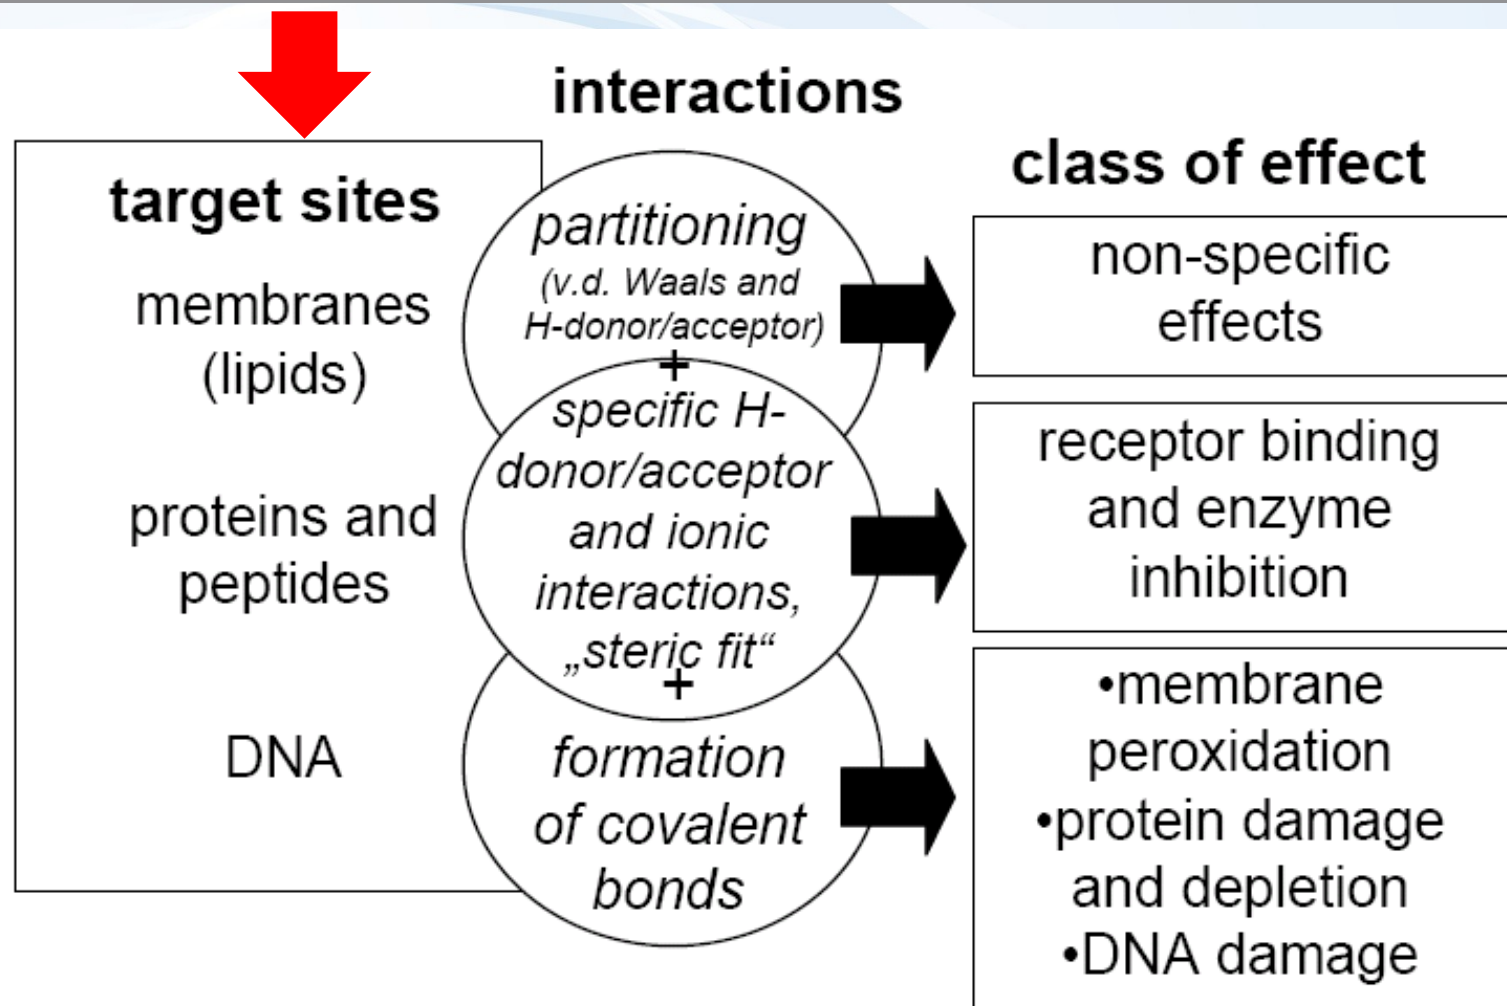 interactions
class of effect
target sites
membranes
(lipids)
proteins and
peptides
DNA
partitioning
(v.d. Waals and
H-donor/acceptor)
+
specific H-
donor/acceptor
and ionic
interactions,
„steric fit“
+
formation
of covalent
bonds
non-specific
effects
receptor binding
and enzyme
inhibition
•membrane
peroxidation
•protein damage
and depletion
•DNA damage